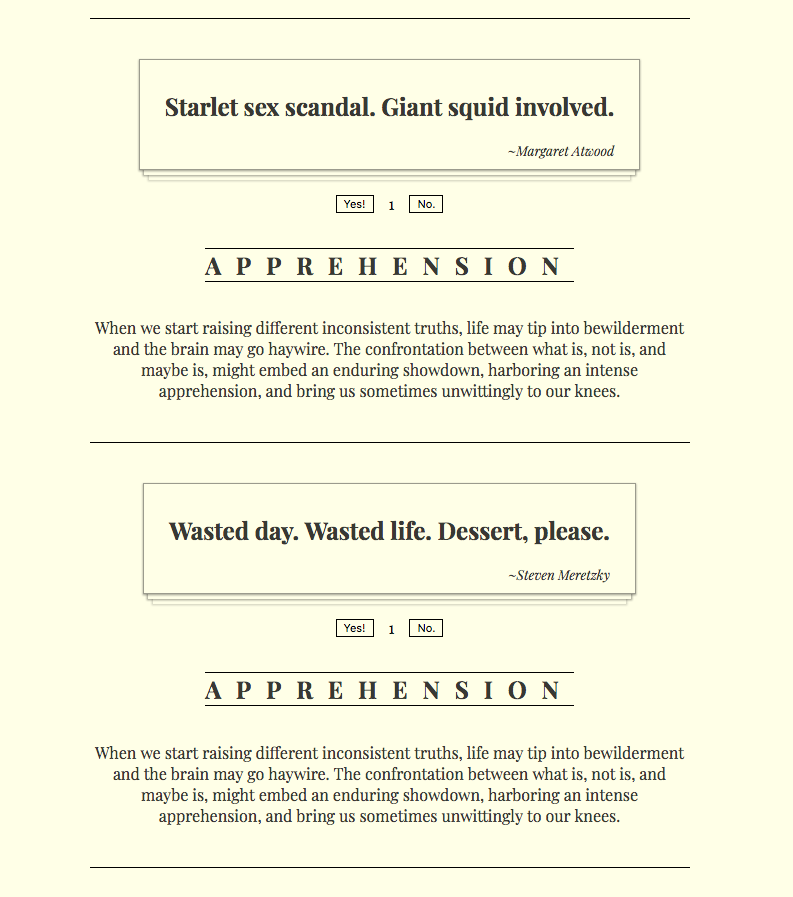 Starlet sex scandal. Giant squid involved.
~Margaret Atwood
Yes! 1 No.
APPREHENSION
When we start raising different inconsistent truths, life may tip into bewilderment
and the brain may go haywire. The confrontation between what is, not is, and
maybe is, might embed an enduring showdown, harboring an intense
apprehension, and bring us sometimes unwittingly to our knees.
Wasted day. Wasted life. Dessert, please.
~Steven Meretzky
Yes! 1 No.
APPREHENSION
When we start raising different inconsistent truths, life may tip into bewilderment
and the brain may go haywire. The confrontation between what is, not is, and
maybe is, might embed an enduring showdown, harboring an intense
apprehension, and bring us sometimes unwittingly to our knees.